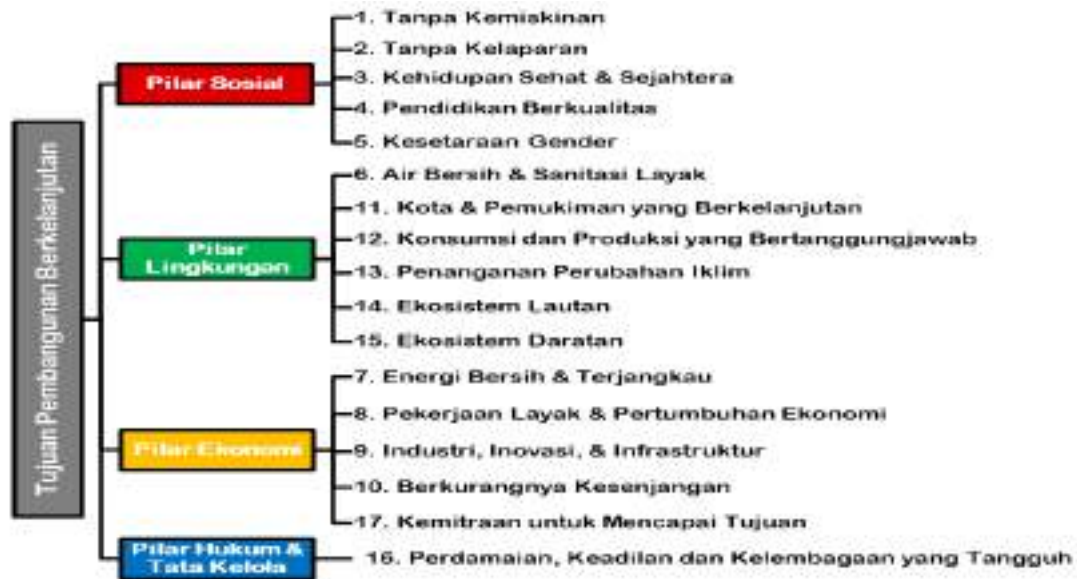 Tujuan Pembangunan Berkelanjutan
Pilar Sosial
1. Tanpa Kemiskinan
2. Tanpa Kelaparan
3. Kehidupan Sehat & Sejahtera
4. Pendidikan Berkualitas
5. Kesetaraan Gender
Pilar
Lingkungan
6. Air Bersih & Sanitasi Layak
11. Kota & Pemukiman yang Berkelanjutan
12. Konsumsi dan Produksi yang Bertanggungjawab
13. Penanganan Perubahan Iklim
14. Ekosistem Lautan
15. Ekosistem Daratan
Pilar Ekonomi
7. Energi Bersih & Terjangkau
8. Pekerjaan Layak & Pertumbuhan Ekonomi
9. Industri, Inovasi, & Infrastruktur
10. Berkurangnya Kesenjangan
17. Kemitraan untuk Mencapai Tujuan
Pilar Hukum &
Tata Kelola
16. Perdamaian, Keadilan dan Kelembagaan yang Tangguh